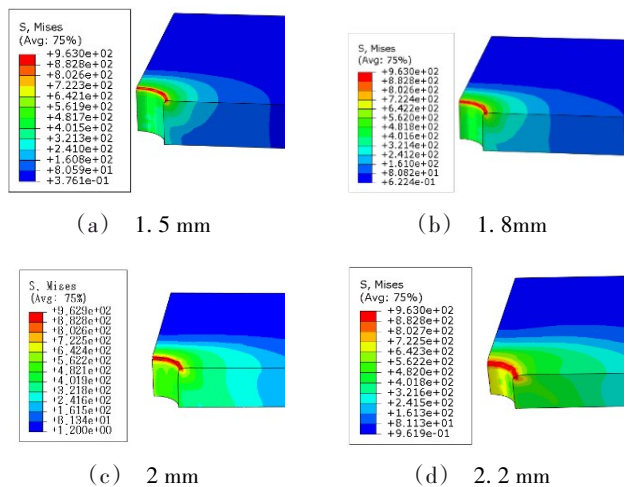 S, Mises
(Avg: 75%)
+9.630e+02
+8.828e+02
+8.026e+02
+7.223e+02
+6.421e+02
+5.619e+02
+4.817e+02
+4.015e+02
+3.213e+02
+2.410e+02
+1.608e+02
+8.059e+01
+3.761e-01
(a) 1.5 mm
S, Mises
(Avg: 75%)
+9.630e+02
+8.828e+02
+8.026e+02
+7.224e+02
+6.422e+02
+5.620e+02
+4.818e+02
+4.016e+02
+3.214e+02
+2.412e+02
+1.610e+02
+8.082e+01
+6.224e-01
(b) 1.8mm
S, Mises
(Avg: 75%)
+9.629e+02
+8.828e+02
+8.026e+02
+7.225e+02
+6.424e+02
+5.622e+02
+4.821e+02
+4.019e+02
+3.218e+02
+2.416e+02
+1.615e+02
+8.134e+01
+1.200e+00
(c) 2 mm
S, Mises
(Avg: 75%)
+9.630e+02
+8.828e+02
+8.027e+02
+7.225e+02
+6.423e+02
+5.622e+02
+4.820e+02
+4.018e+02
+3.216e+02
+2.415e+02
+1.613e+02
+8.113e+01
+9.619e-01
(d) 2.2 mm